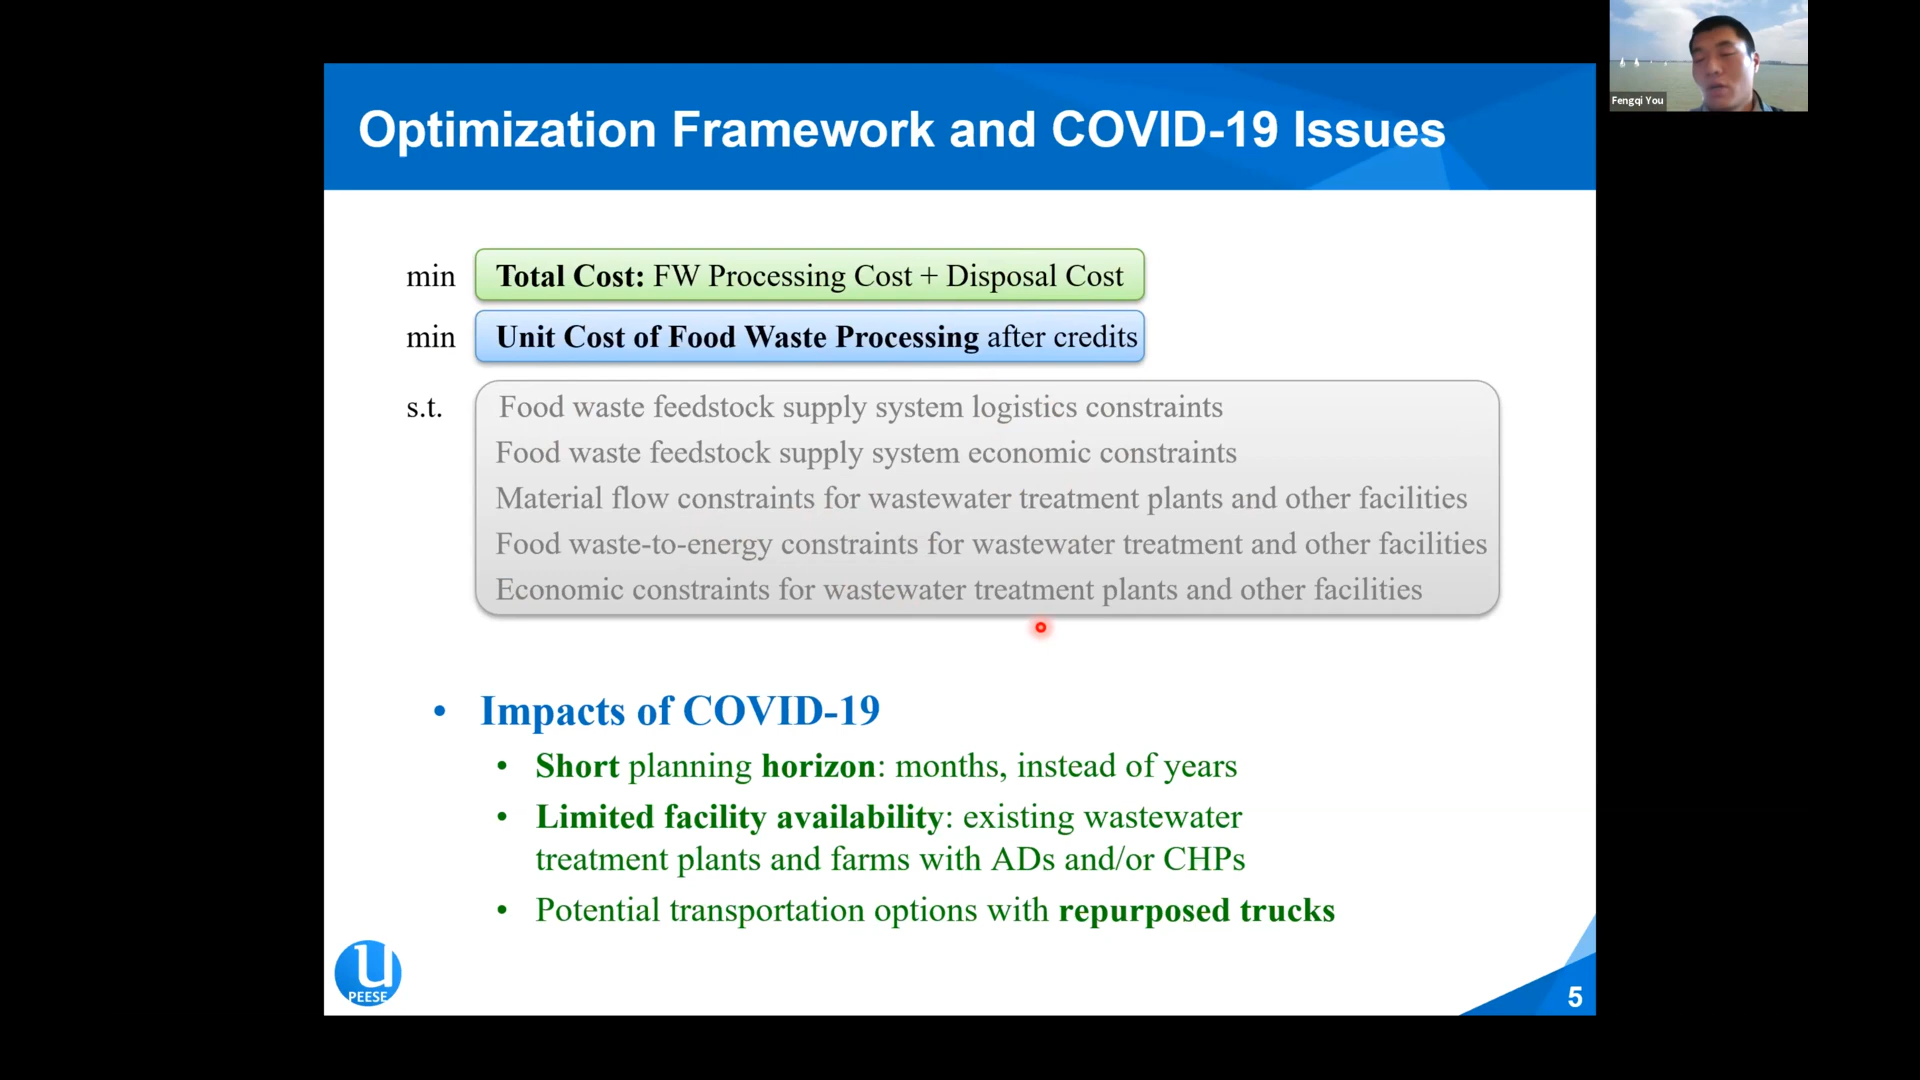 Optimization Framework and COVID-19 Issues
Fengqi You
min Total Cost: FW Processing Cost + Disposal Cost
min Unit Cost of Food Waste Processing after credits
s.t. Food waste feedstock supply system logistics constraints
Food waste feedstock supply system economic constraints
Material flow constraints for wastewater treatment plants and other facilities
Food waste-to-energy constraints for wastewater treatment and other facilities
Economic constraints for wastewater treatment plants and other facilities
• Impacts of COVID-19
• Short planning horizon: months, instead of years
• Limited facility availability: existing wastewater
treatment plants and farms with ADs and/or CHPs
• Potential transportation options with repurposed trucks
u
PEESE
5